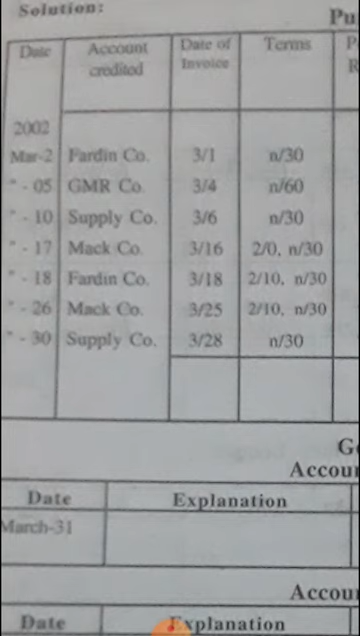 Solution:
Pu
Date Account credited Date of Invoice Terms P R
2002
Mar-2 Fardin Co. 3/1 n/30
" - 05 GMR Co. 3/4 n/60
" - 10 Supply Co. 3/6 n/30
" - 17 Mack Co. 3/16 2/0, n/30
" - 18 Fardin Co. 3/18 2/10, n/30
" - 26 Mack Co. 3/25 2/10, n/30
" - 30 Supply Co. 3/28 n/30
G
Accoun
Date Explanation
March-31
Accoun
Date Explanation